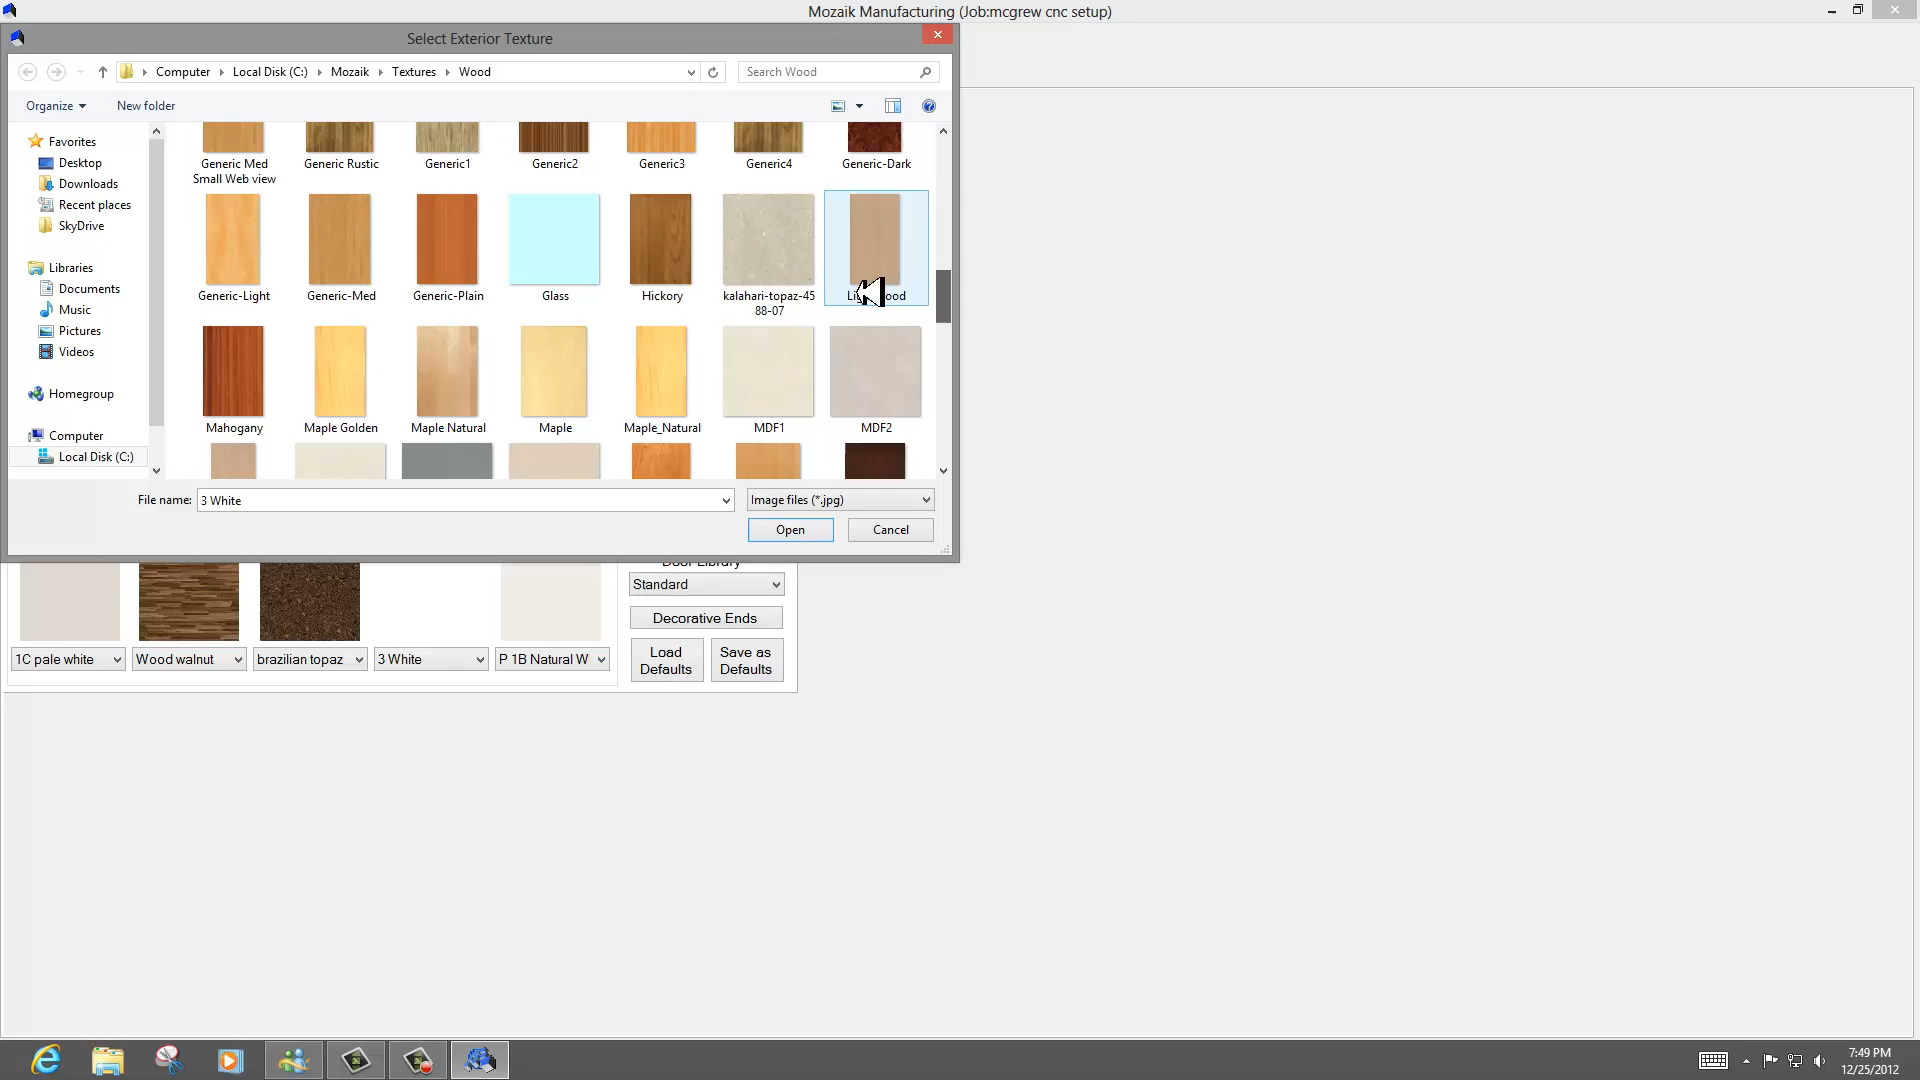 Mozaik Manufacturing (Job:mcgrew cnc setup)
Select Exterior Texture
Computer Local Disk (C:) Mozaik Textures Wood
Search Wood
Organize New folder
Favorites
Desktop
Downloads
Recent places
SkyDrive
Libraries
Documents
Music
Pictures
Videos
Homegroup
Computer
Local Disk (C:)
Generic Med Small Web view
Generic Rustic
Generic1
Generic2
Generic3
Generic4
Generic-Dark
Generic-Light
Generic-Med
Generic-Plain
Glass
Hickory
kalahari-topaz-45
88-07
Mahogany
Maple Golden
Maple Natural
Maple
Maple_Natural
MDF1
MDF2
File name: 3 White
Image files (*.jpg)
Open Cancel
Standard
Decorative Ends
Load Defaults
Save as Defaults
1C pale white
Wood walnut
brazilian topaz
3 White
P 1B Natural W
7:49 PM
12/25/2012